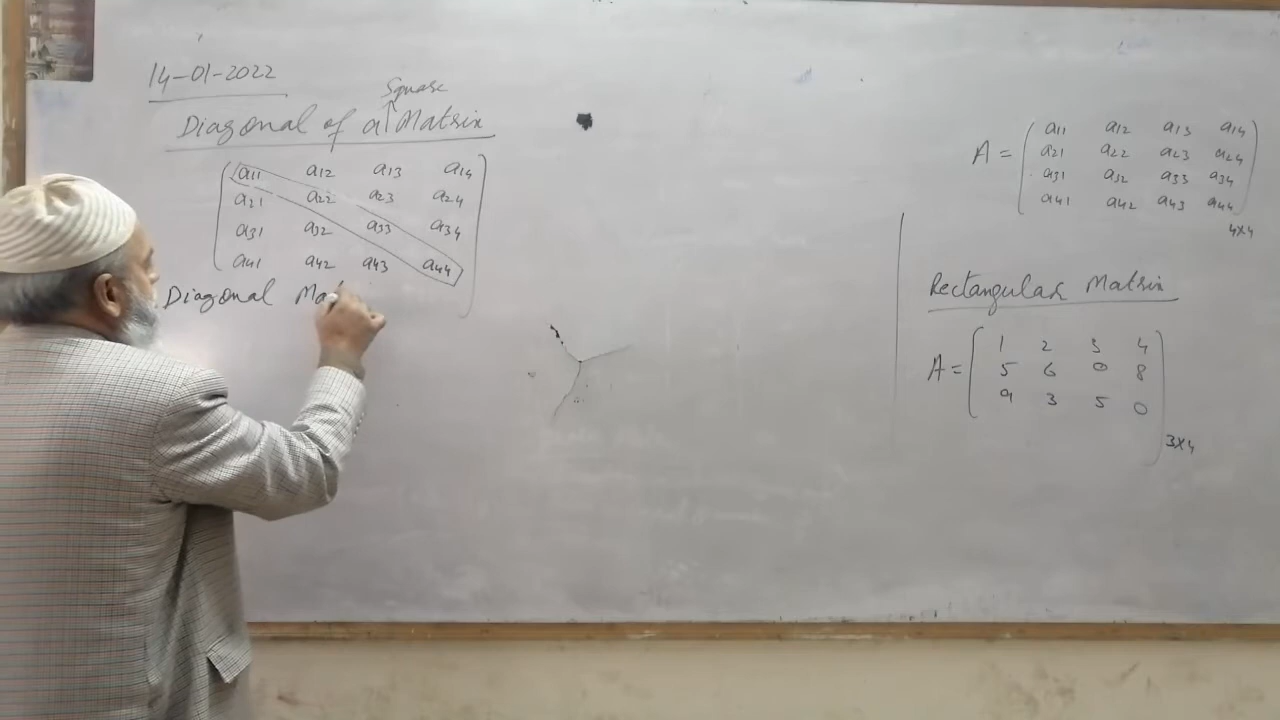 14-01-2022
Square
Diagonal of a Matrix
a11 a12 a13 a14
a21 a22 a23 a24
a31 a32 a33 a34
a41 a42 a43 a44
Diagonal Mat
A = a11 a12 a13 a14
a21 a22 a23 a24
a31 a32 a33 a34
a41 a42 a43 a44
4x4
Rectangular Matrix
A = 1 2 3 4
5 6 0 8
9 3 5 0
3x4